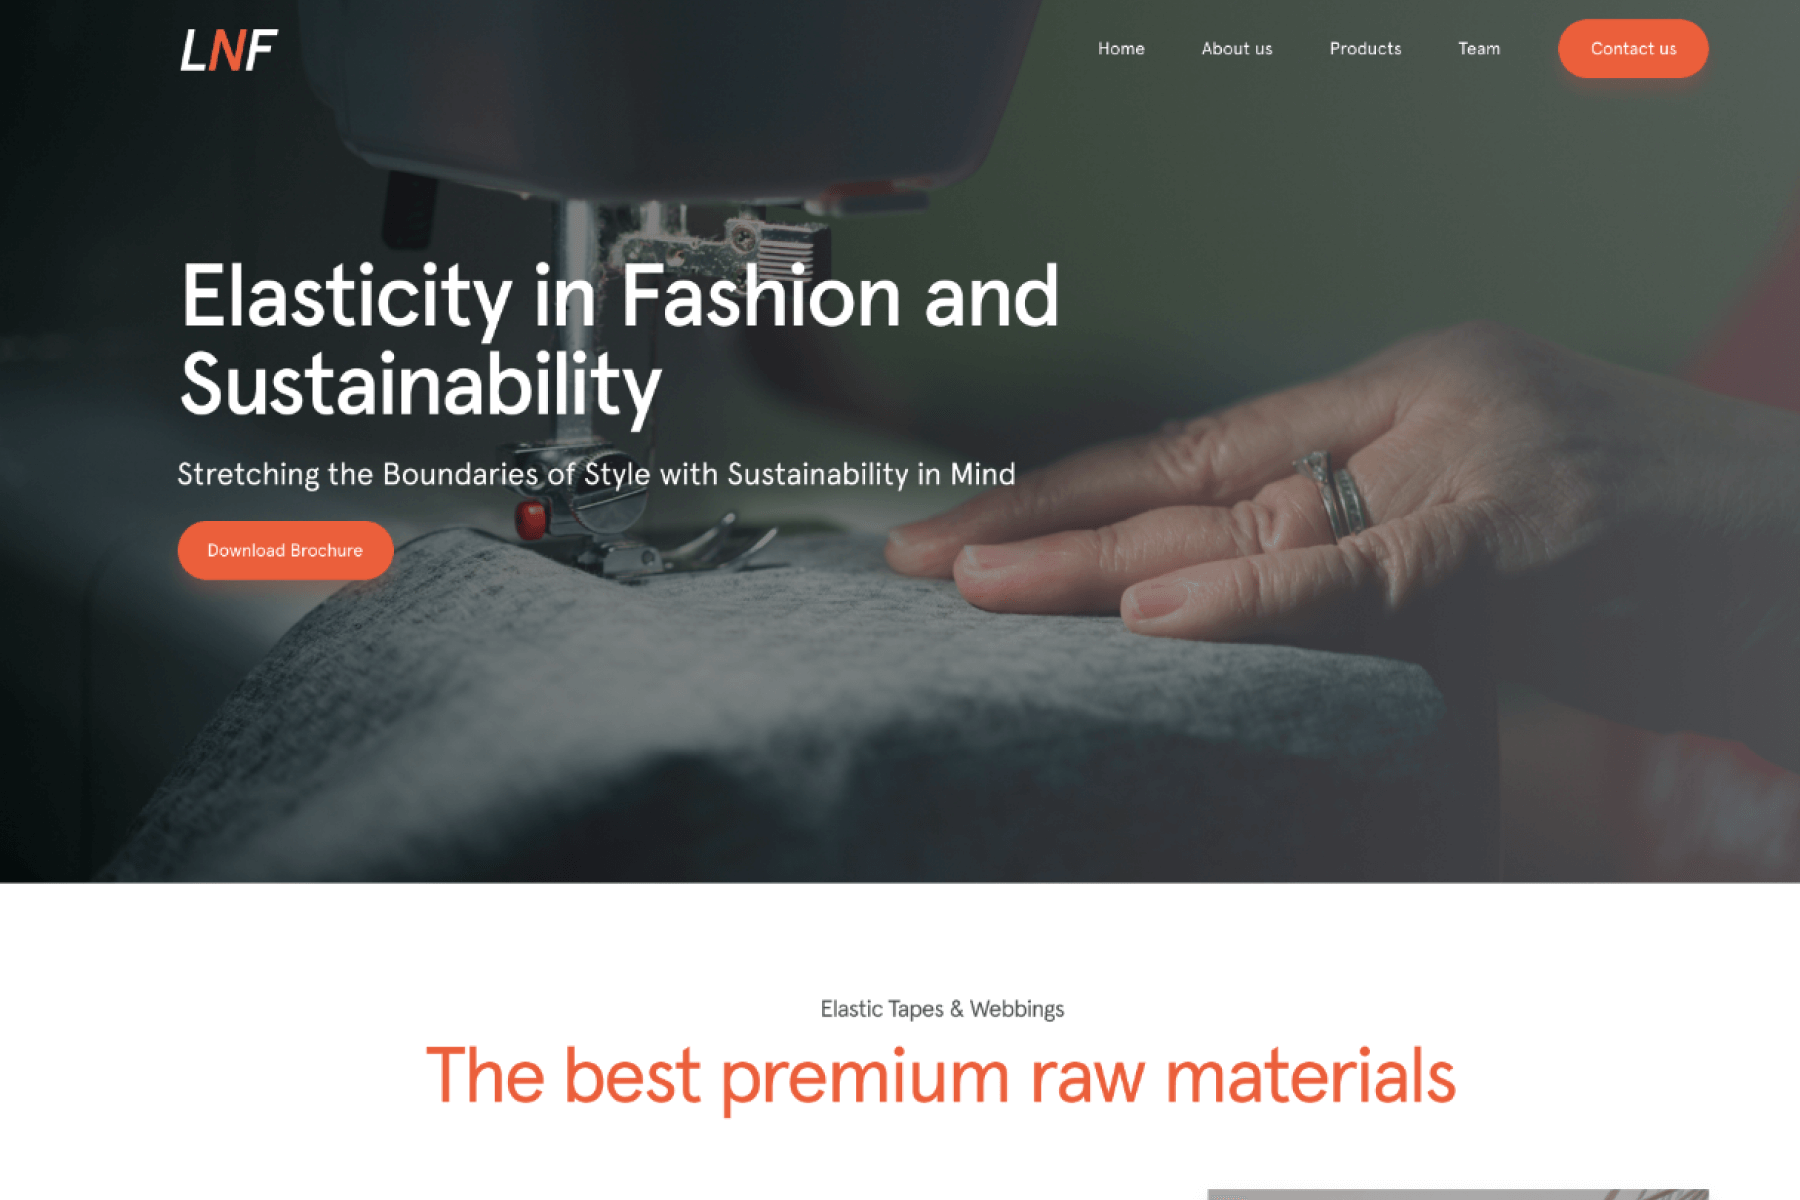 LNF
Home
About us
Products
Team
Contact us
Elasticity in Fashion and
Sustainability
Stretching the Boundaries of Style with Sustainability in Mind
Download Brochure
Elastic Tapes & Webbings
The best premium raw materials